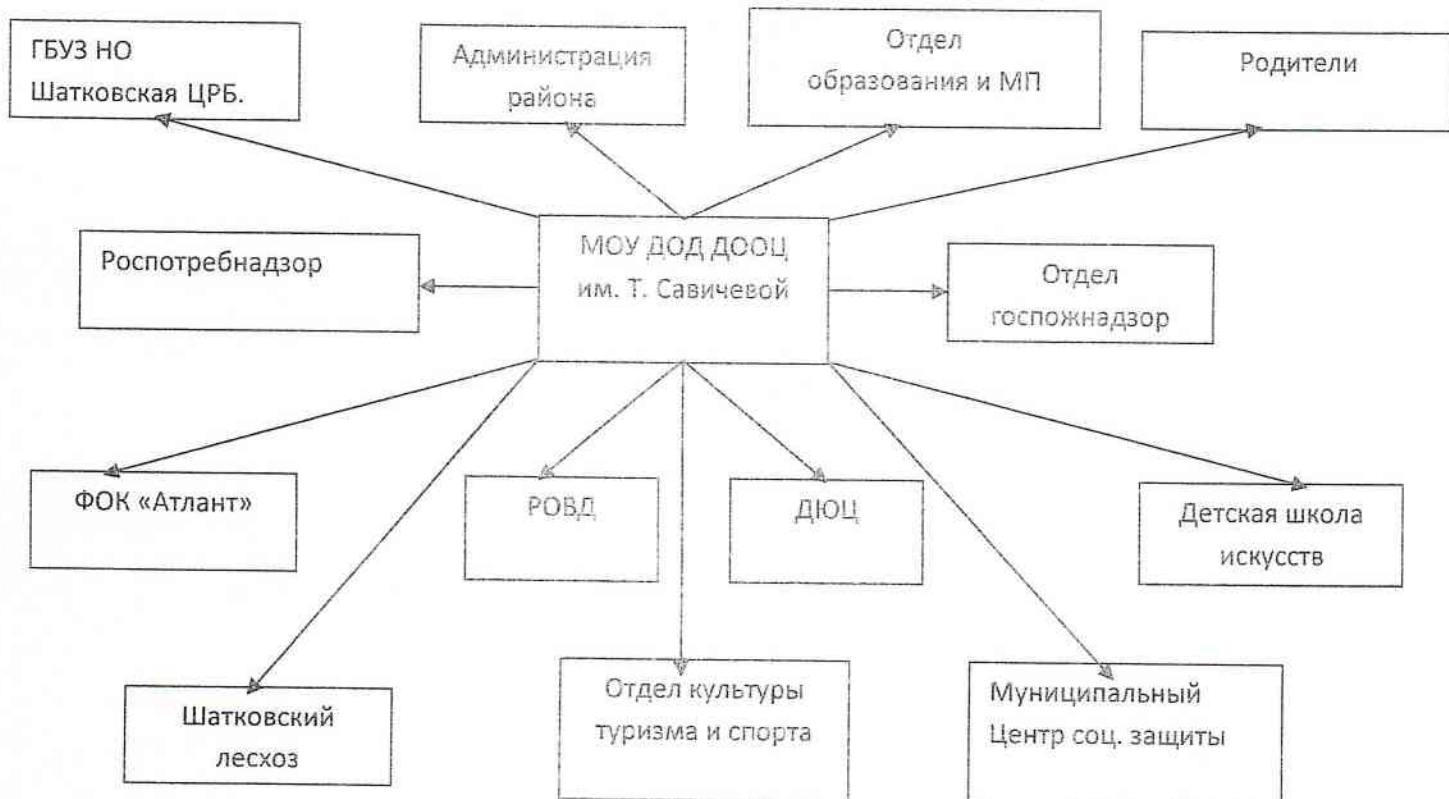 ГБУЗ НО
Шатковская ЦРБ.
Администрация
района
Отдел
образования и МП
Родители
Роспотребнадзор
МОУ ДОД ДООЦ
им. Т. Савичевой
Отдел
госпожнадзор
ФОК «Атлант»
РОВД
ДЮЦ
Детская школа
искусств
Шатковский
лесхоз
Отдел культуры
туризма и спорта
Муниципальный
Центр соц. защиты